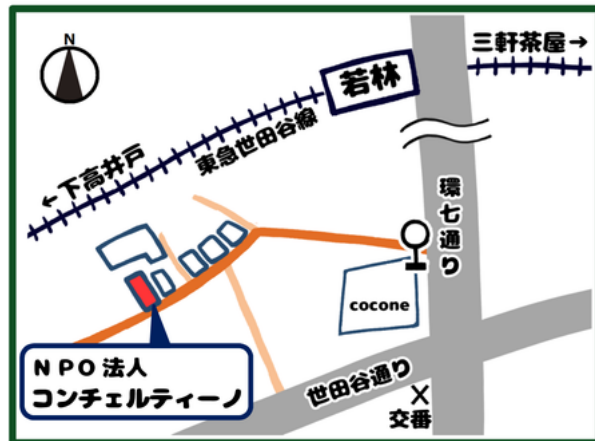 N
三軒茶屋→
若林
東急世田谷線
←下高井戸
環七通り
cocone
NPO法人
コンチェルティーノ
世田谷通り
交番